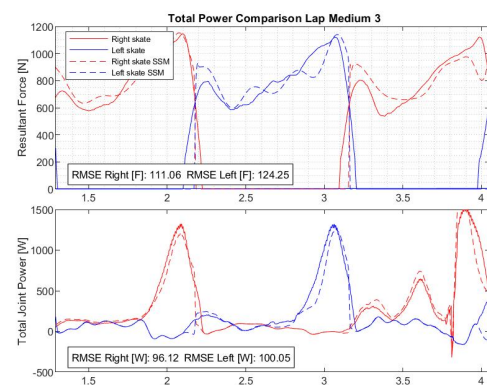 Total Power Comparison Lap Medium 3
1200
1000
800
600
400
200
0
Resultant Force [N]
Right skate
Left skate
Right skate SSM
Left skate SSM
RMSE Right [F]: 111.06 RMSE Left [F]: 124.25
1.5 2 2.5 3 3.5 4
1500
1000
500
0
-500
Total Joint Power [W]
RMSE Right [W]: 96.12 RMSE Left [W]: 100.05
1.5 2 2.5 3 3.5 4